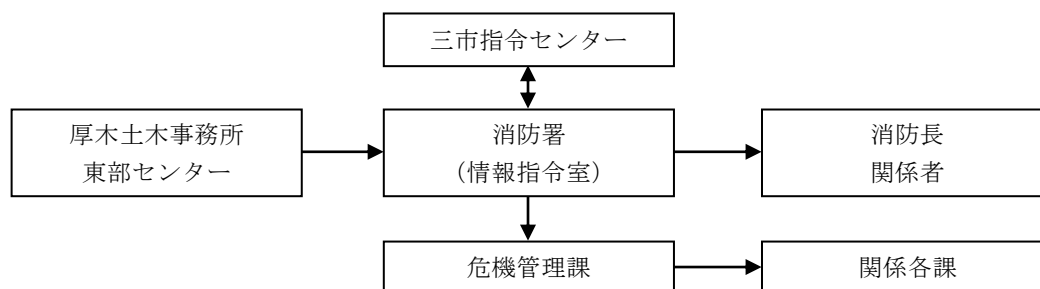 三市指令センター
厚木土木事務所
東部センター
消防署
（情報指令室）
消防長
関係者
危機管理課
関係各課